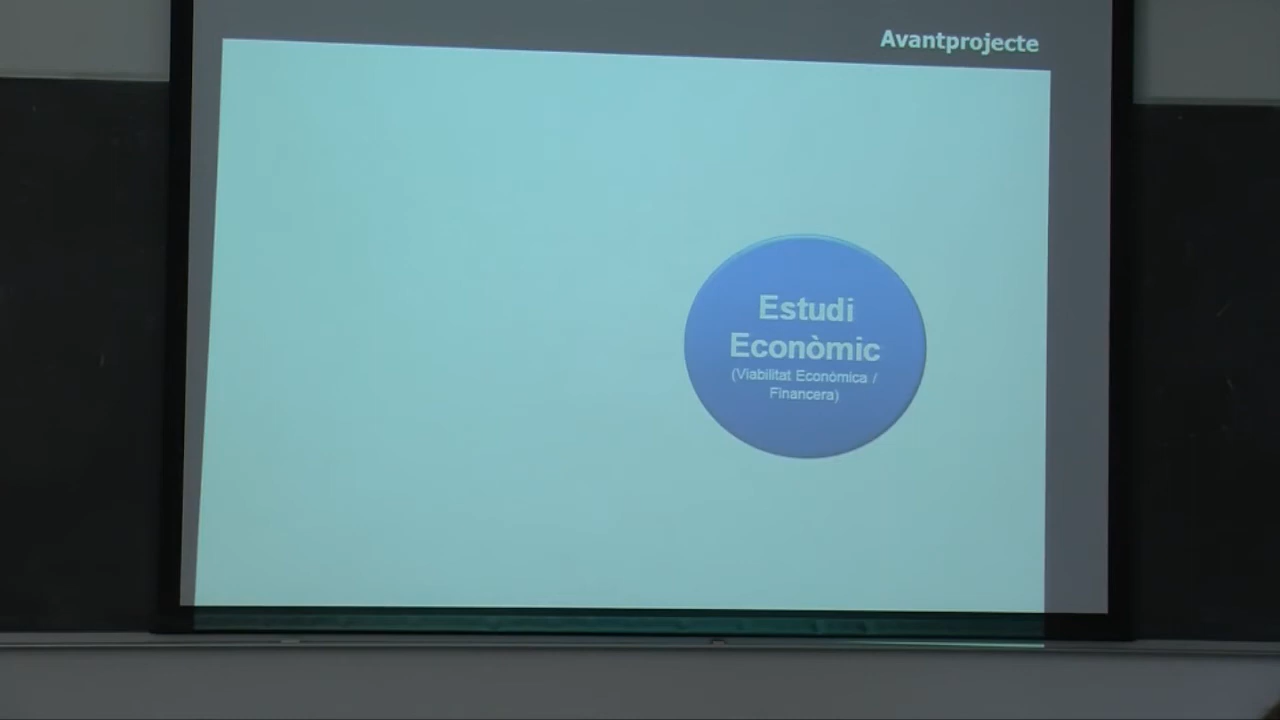 Avantprojecte
Estudi
Econòmic
(Viabilitat Econòmica /
Financera)